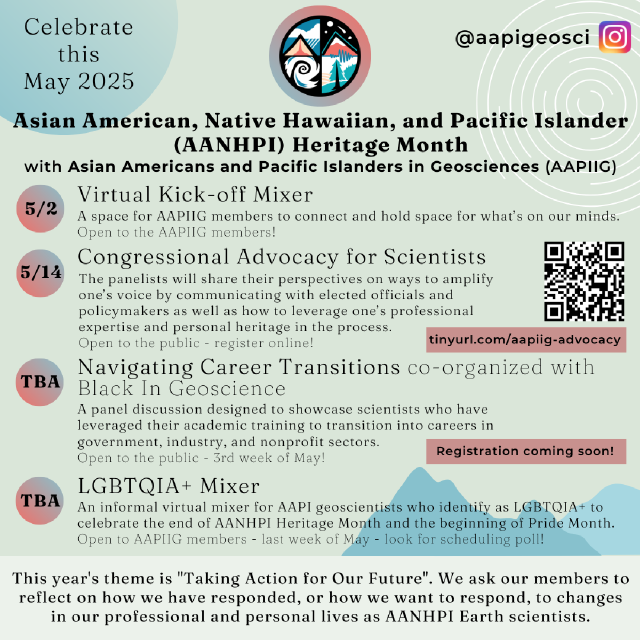 Celebrate
this
May 2025
@aapigeosci
Asian American, Native Hawaiian, and Pacific Islander
(AANHPI) Heritage Month
with Asian Americans and Pacific Islanders in Geosciences (AAPIIG)
5/2
Virtual Kick-off Mixer
A space for AAPIIG members to connect and hold space for what's on our minds.
Open to the AAPIIG members!
5/14
Congressional Advocacy for Scientists
The panelists will share their perspectives on ways to amplify
one's voice by communicating with elected officials and
policymakers as well as how to leverage one's professional
expertise and personal heritage in the process.
Open to the public - register online!
tinyurl.com/aapiig-advocacy
TBA
Navigating Career Transitions co-organized with
Black In Geoscience
A panel discussion designed to showcase scientists who have
leveraged their academic training to transition into careers in
government, industry, and nonprofit sectors.
Open to the public - 3rd week of May!
Registration coming soon!
TBA
LGBTQIA+ Mixer
An informal virtual mixer for AAPI geoscientists who identify as LGBTQIA+ to
celebrate the end of AANHPI Heritage Month and the beginning of Pride Month.
Open to AAPIIG members - last week of May - look for scheduling poll!
This year's theme is "Taking Action for Our Future". We ask our members to
reflect on how we have responded, or how we want to respond, to changes
in our professional and personal lives as AANHPI Earth scientists.